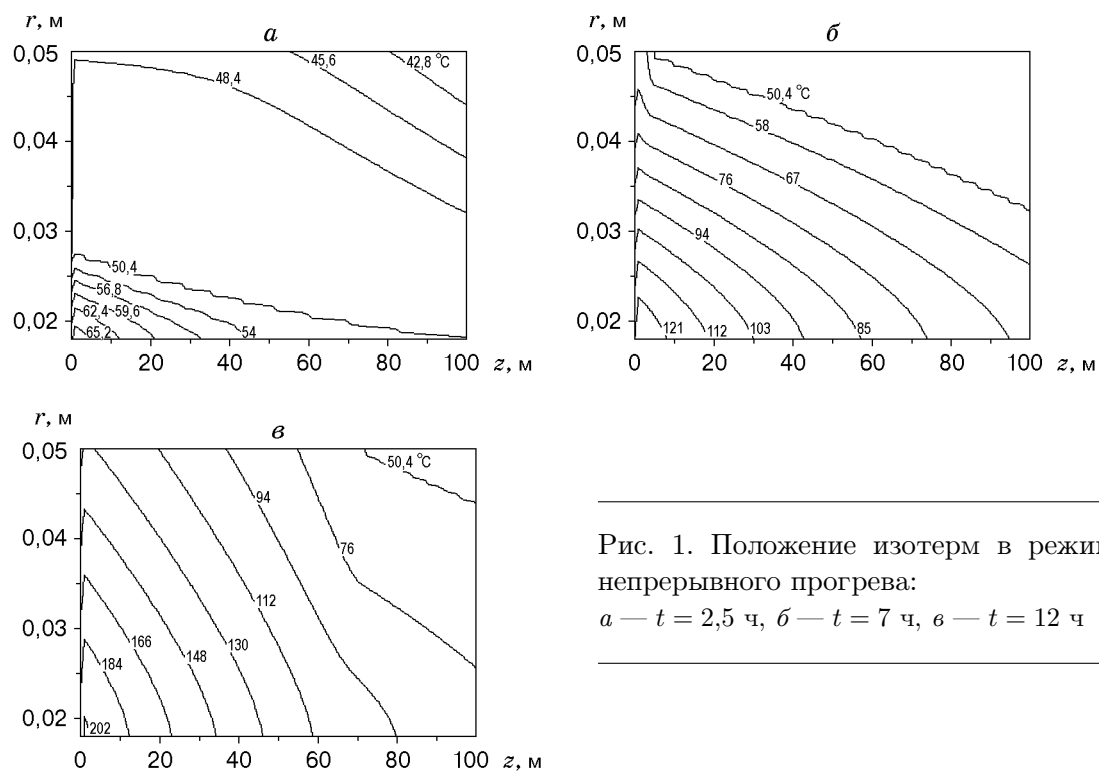 r, м
а
0,05
0,04
0,03
0,02
45,6
42,8 °C
48,4
50,4
56,8
62,4
59,6
65,2
54
0 20 40 60 80 100 z, м
r, м
б
0,05
0,04
0,03
0,02
50,4 °C
58
76
67
94
121
112
103
85
0 20 40 60 80 100 z, м
r, м
в
0,05
0,04
0,03
0,02
50,4 °C
94
76
112
166
148
130
184
202
0 20 40 60 80 100 z, м
Рис. 1. Положение изотерм в режи
непрерывного прогрева:
а — t = 2,5 ч, б — t = 7 ч, в — t = 12 ч